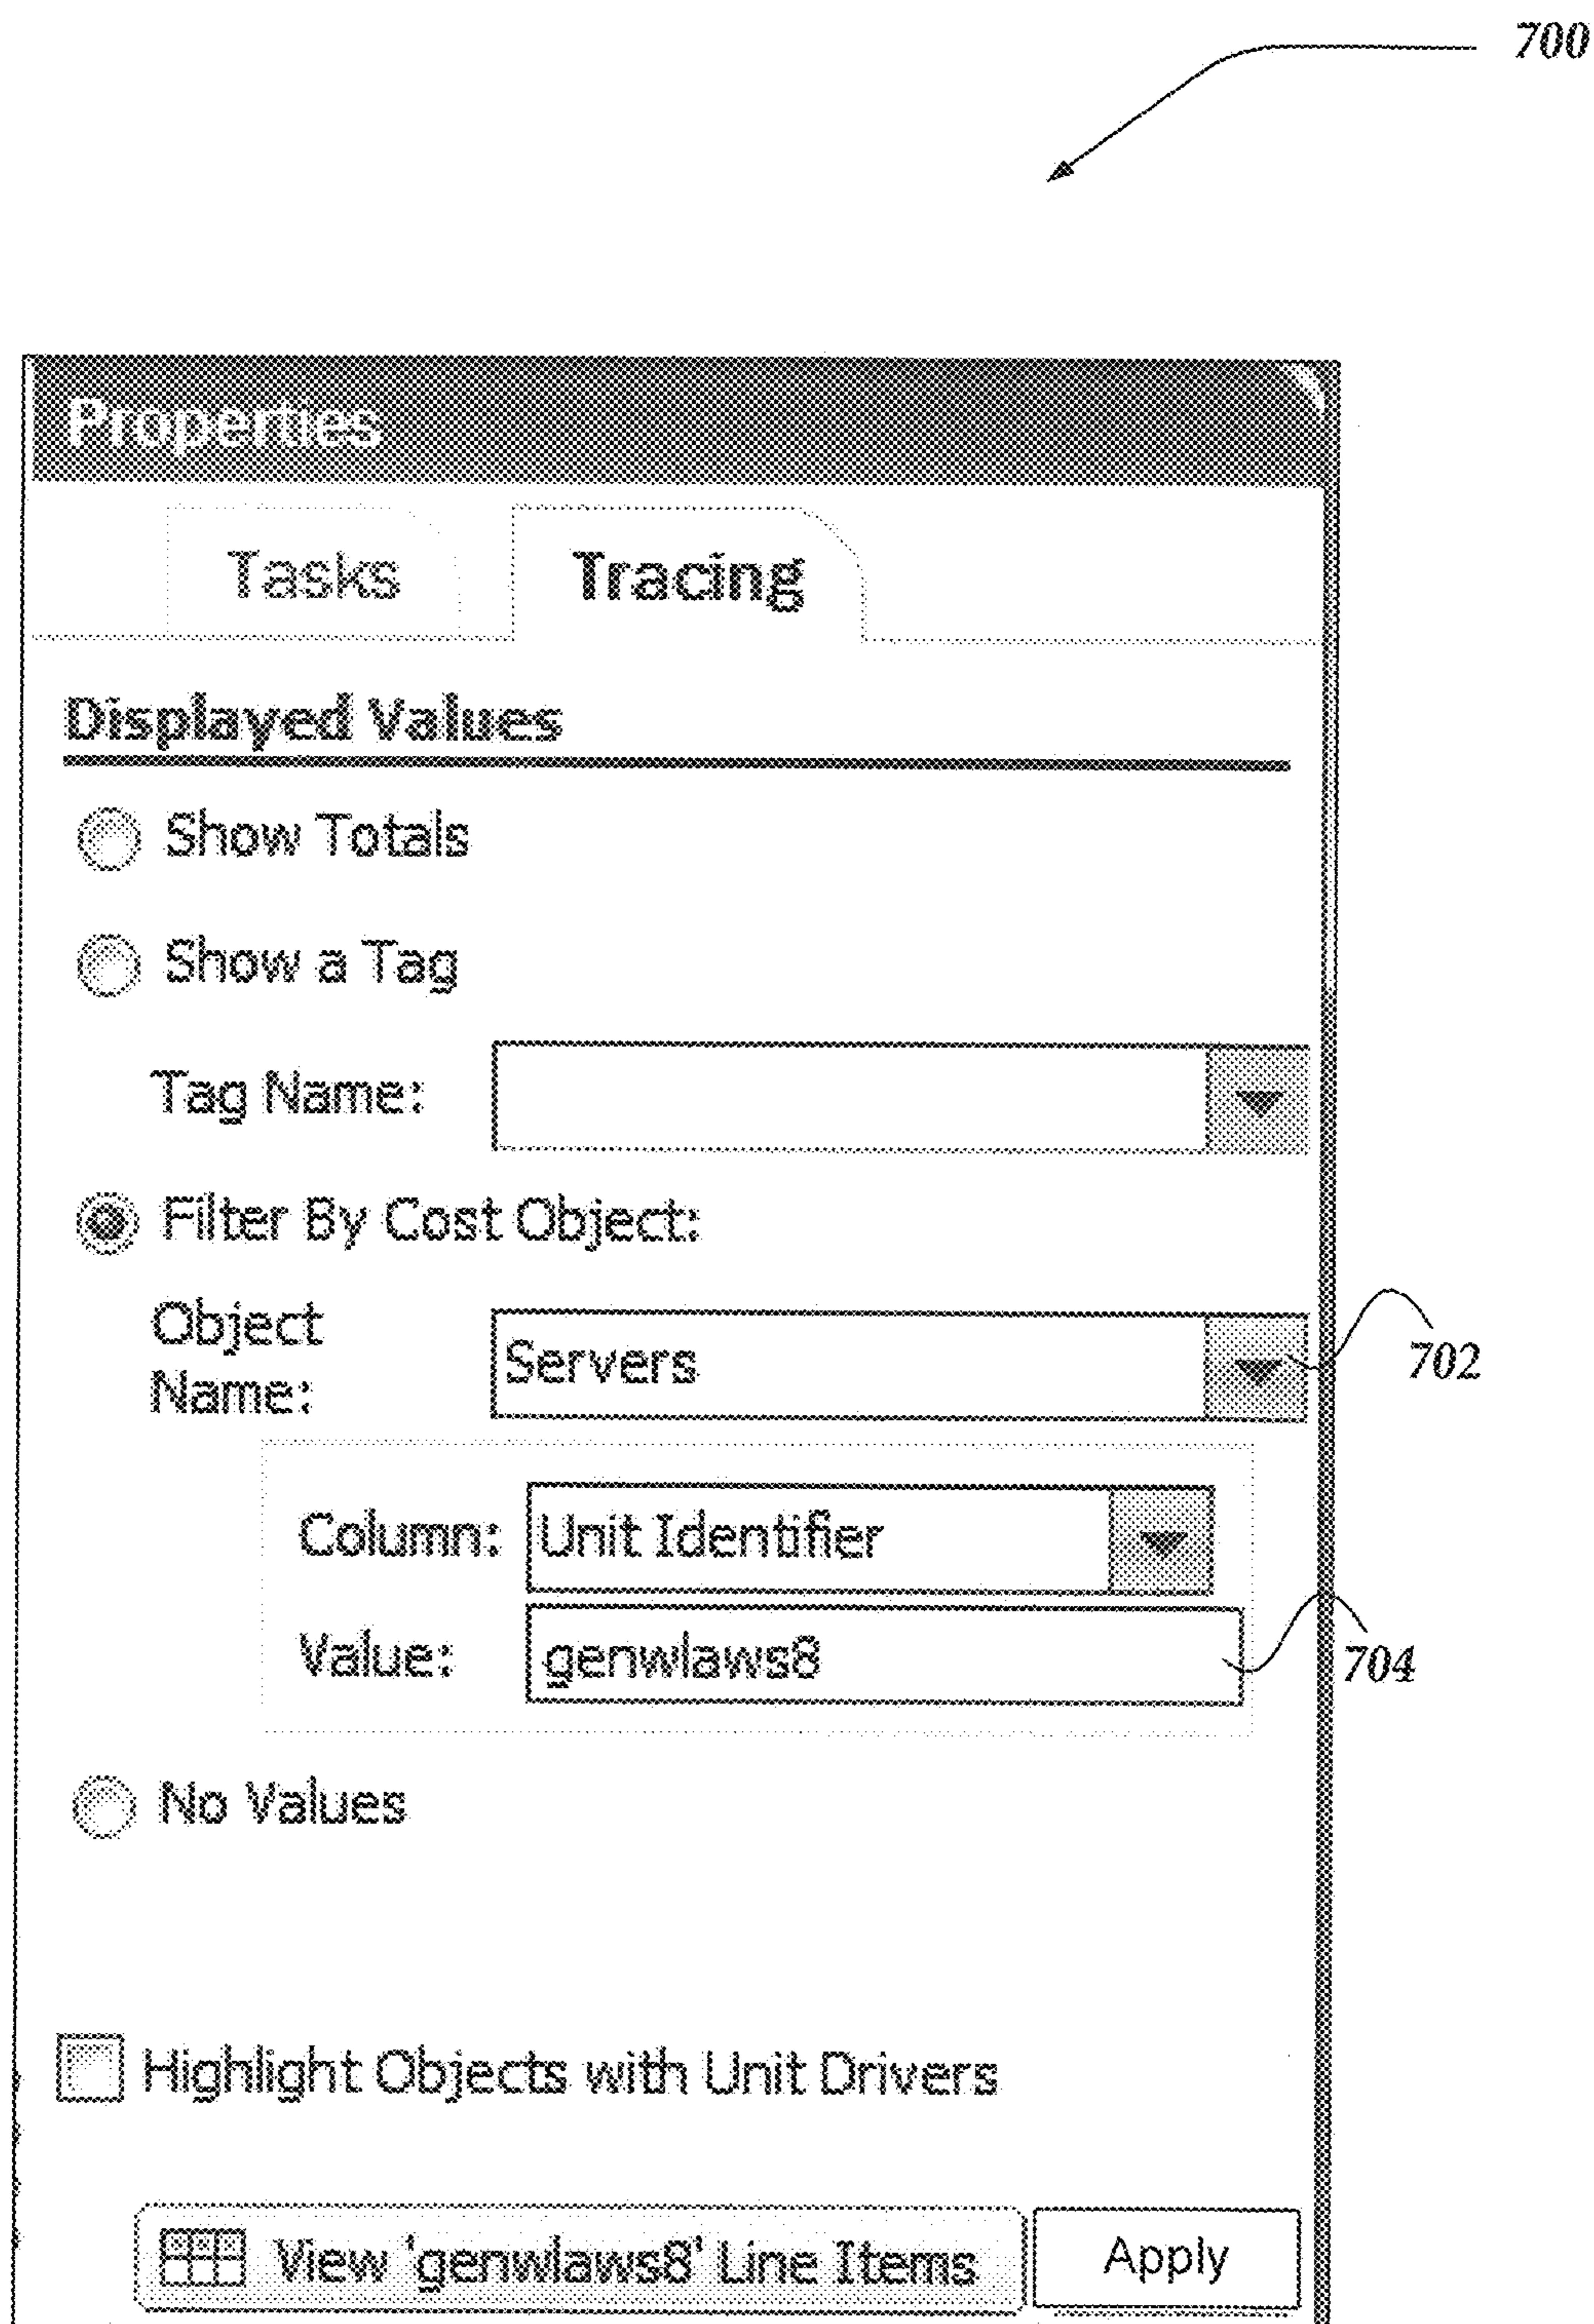 700
Properties
Tasks Tracing
Displayed Values
Show Totals
Show a Tag
Tag Name:
Filter By Cost Object:
Object Name: Servers
702
Column: Unit Identifier
Value: genwlaws8
704
No Values
Highlight Objects with Unit Drivers
View 'genwlaws8' Line Items Apply